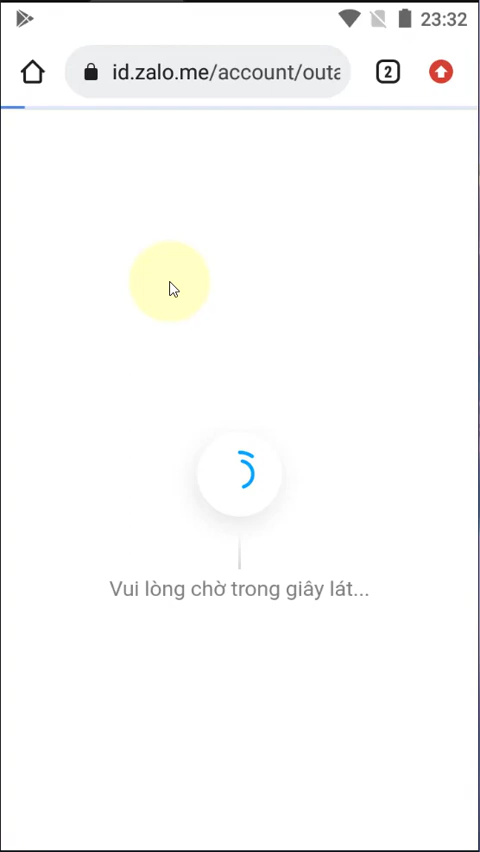 23:32
id.zalo.me/account/outa
2
Vui lòng chờ trong giây lát...